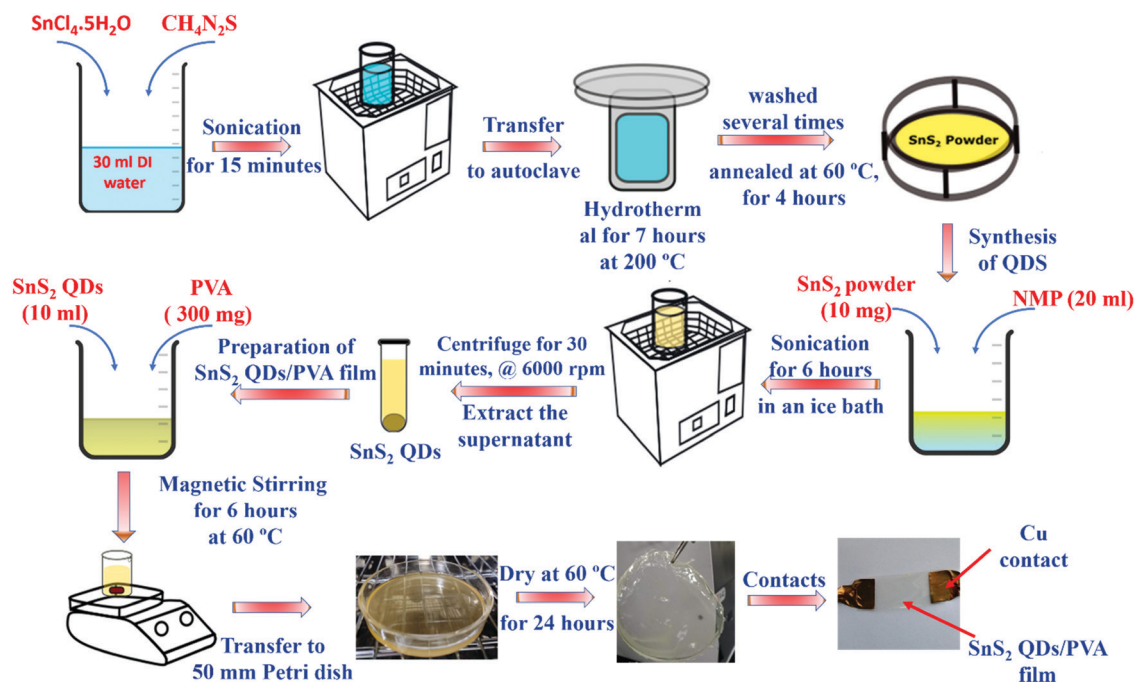 SnCl₄.5H₂O
CH₄N₂S
30 ml DI
water
Sonication
for 15 minutes
Transfer
to autoclave
Hydrotherm
al for 7 hours
at 200 ºC
washed
several times
annealed at 60 ºC,
for 4 hours
SnS₂ Powder
Synthesis
of QDS
SnS₂ powder
(10 mg)
NMP (20 ml)
Sonication
for 6 hours
in an ice bath
Centrifuge for 30
minutes, @ 6000 rpm
Extract the
supernatant
SnS₂ QDs
Preparation of
SnS₂ QDs/PVA film
SnS₂ QDs
(10 ml)
PVA
( 300 mg)
Magnetic Stirring
for 6 hours
at 60 ºC
Transfer to
50 mm Petri dish
Dry at 60 ºC
for 24 hours
Contacts
Cu
contact
SnS₂ QDs/PVA
film